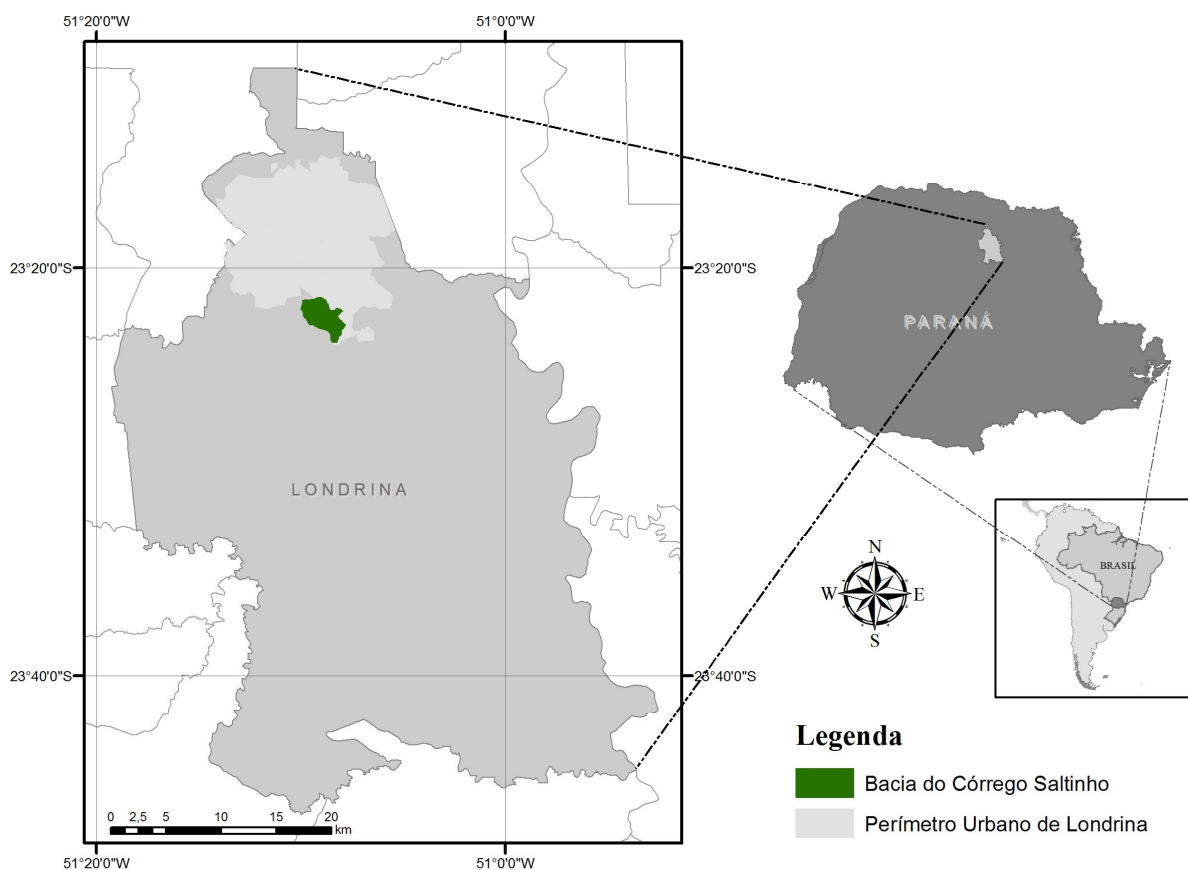 51°20'0"W
51°0'0"W
23°20'0"S
23°20'0"S
PARANÁ
LONDRINA
N
W
E
S
BRASIL
23°40'0"S
23°40'0"S
Legenda
Bacia do Córrego Saltinho
Perímetro Urbano de Londrina
0 2,5 5 10 15 20
km
51°20'0"W
51°0'0"W